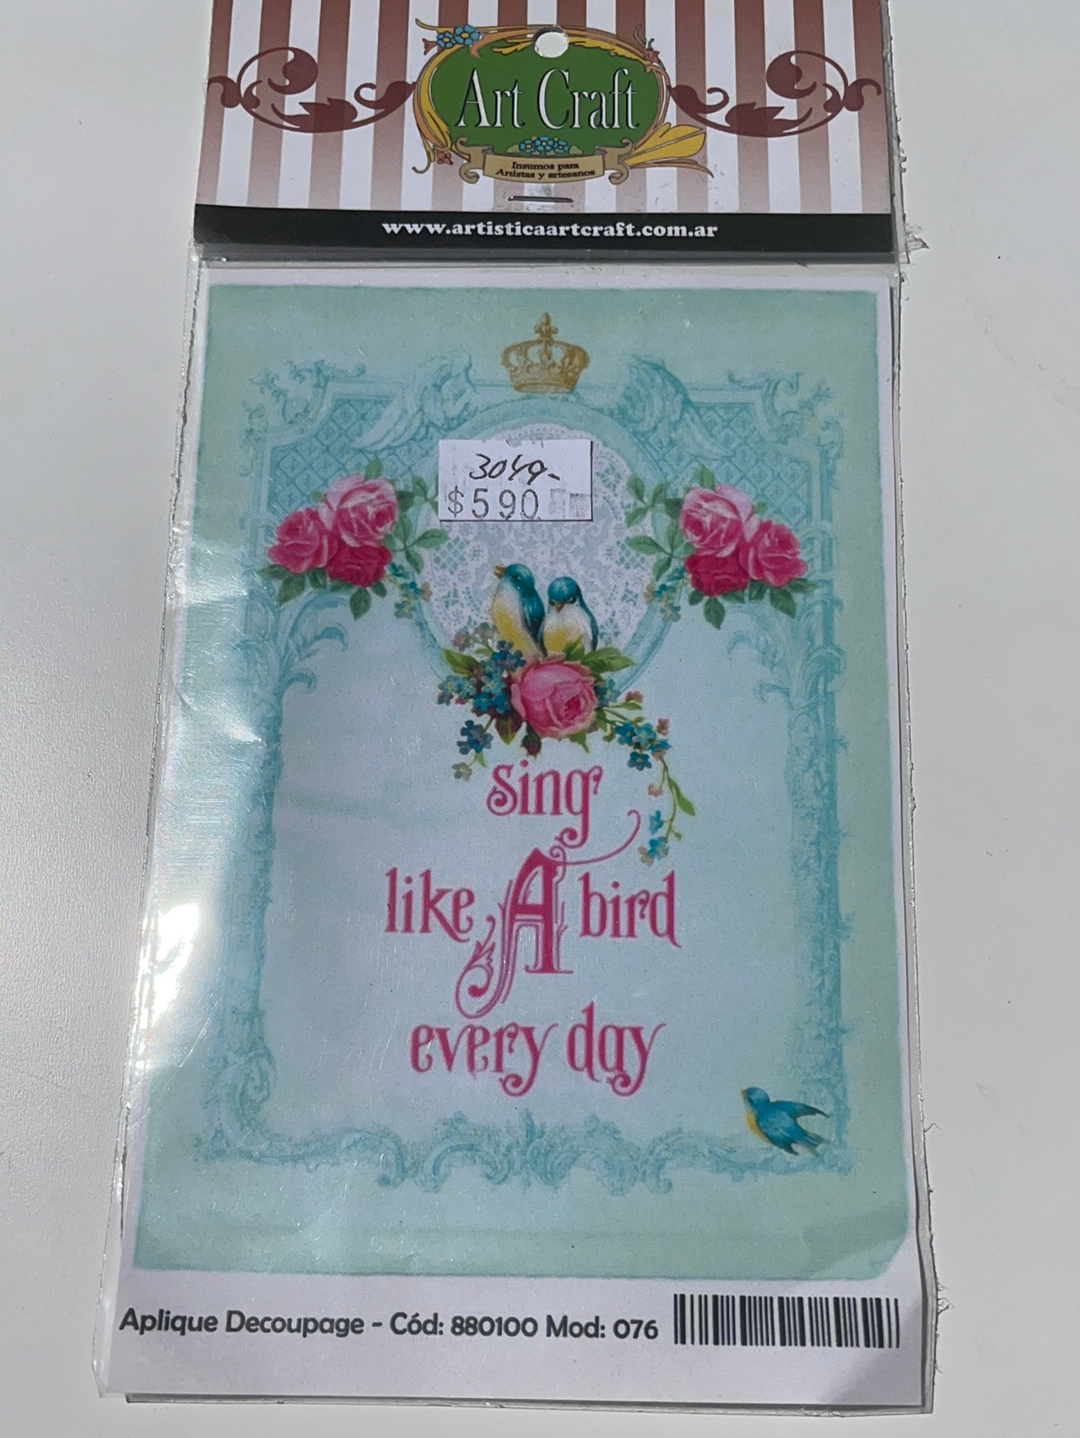 Art Craft
Insumos para
Artistas y artesanos
www.artisticaartcraft.com.ar
$590
sing
like A bird
every day
Aplique Decoupage - Cód: 880100 Mod: 076